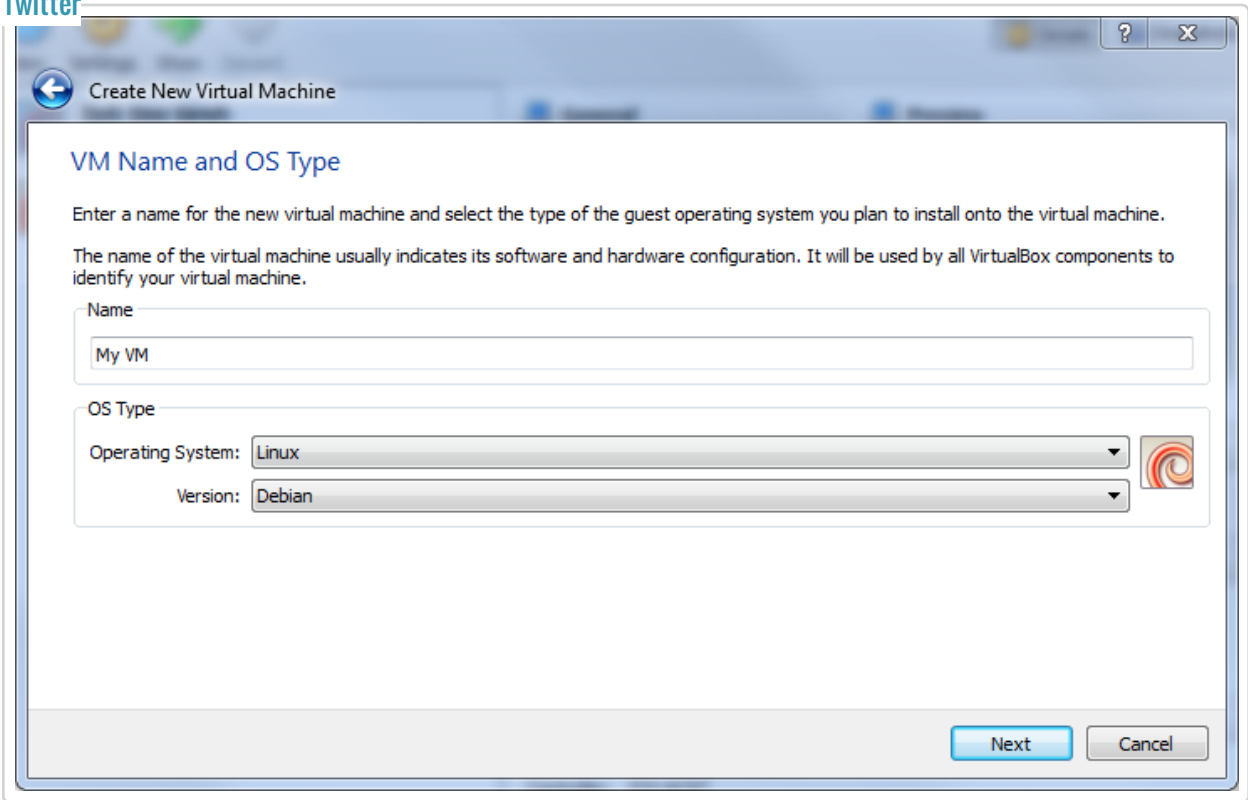 Twitter
Create New Virtual Machine
VM Name and OS Type
Enter a name for the new virtual machine and select the type of the guest operating system you plan to install onto the virtual machine.
The name of the virtual machine usually indicates its software and hardware configuration. It will be used by all VirtualBox components to
identify your virtual machine.
Name
My VM
OS Type
Operating System: Linux
Version: Debian
Next Cancel